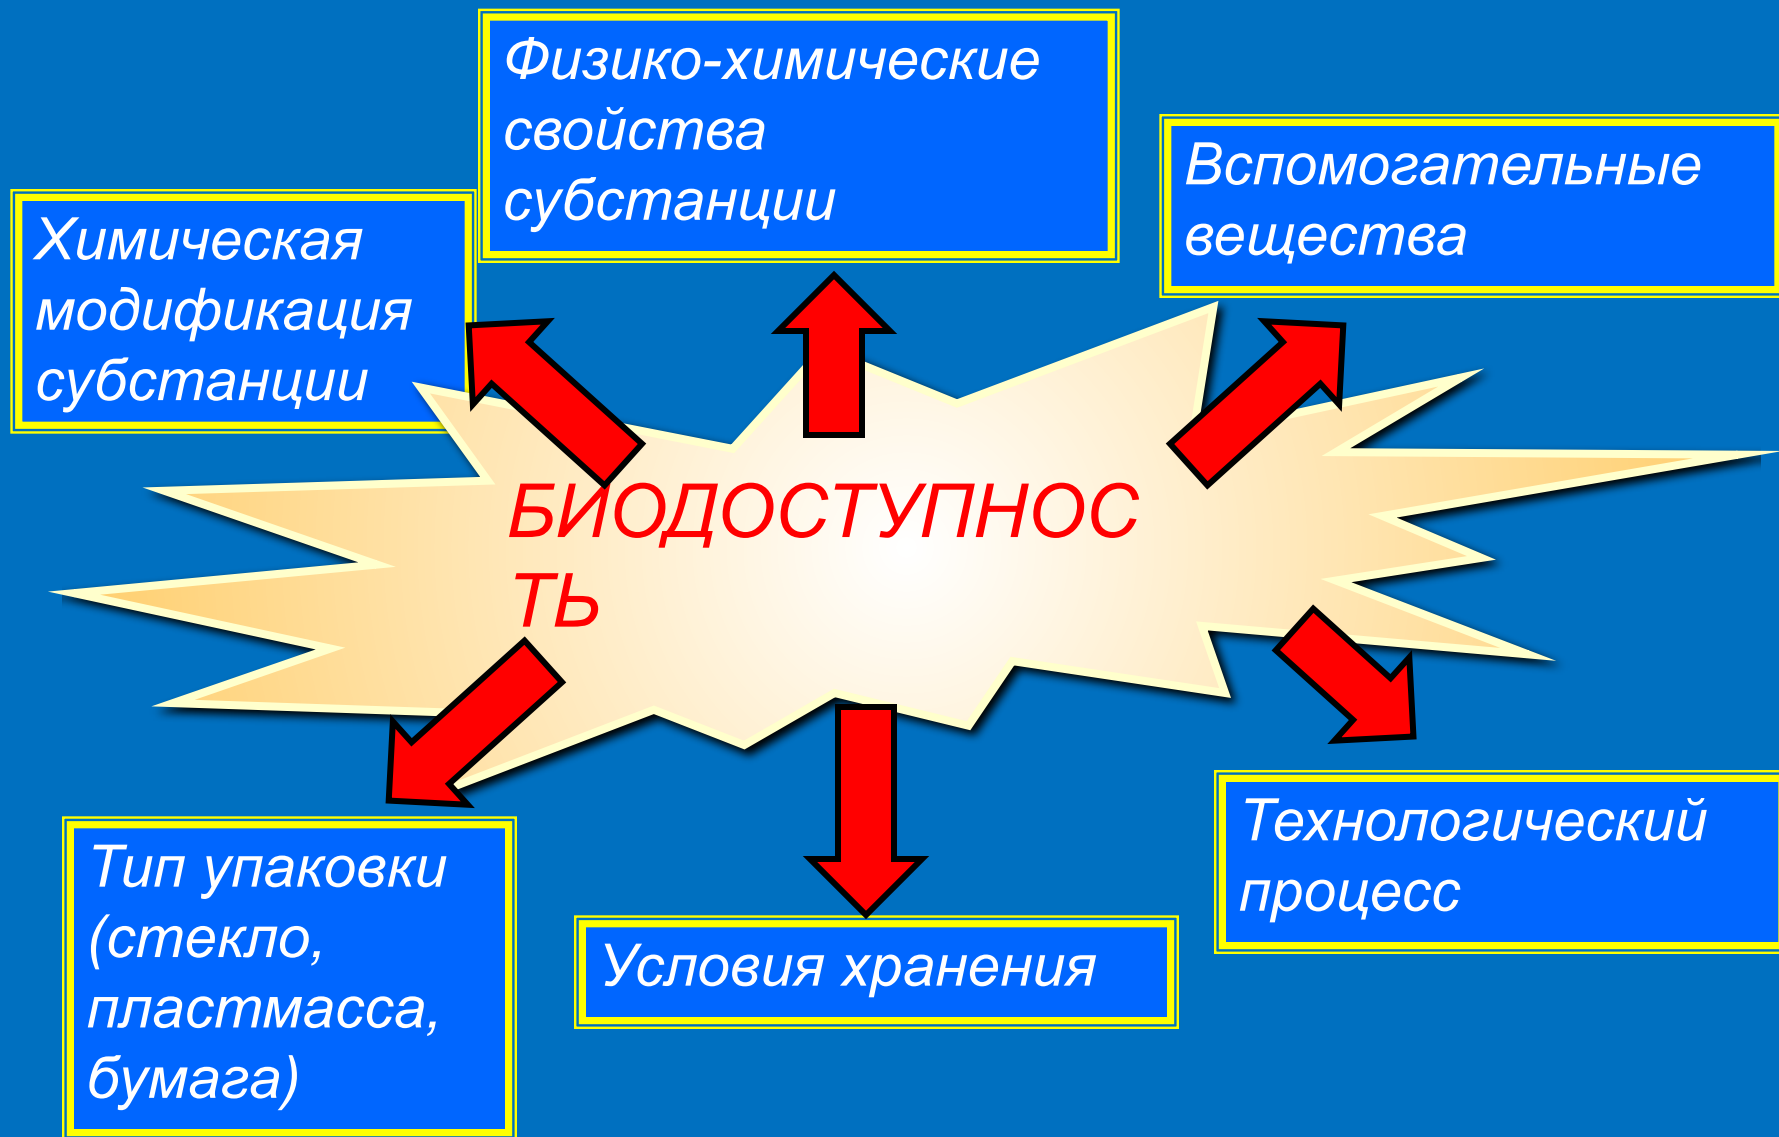 Физико-химические
свойства
субстанции
Вспомогательные
вещества
Химическая
модификация
субстанции
БИОДОСТУПНОС
ТЬ
Тип упаковки
(стекло,
пластмасса,
бумага)
Условия хранения
Технологический
процесс